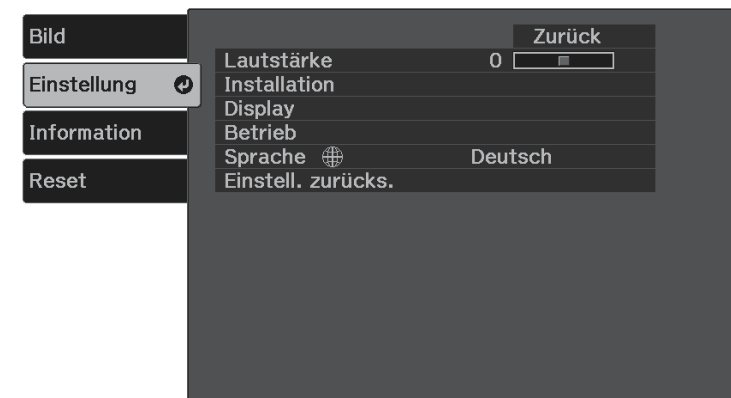 Bild
Einstellung
Information
Reset
Zurück
Lautstärke 0
Installation
Display
Betrieb
Sprache Deutsch
Einstell. zurücks.